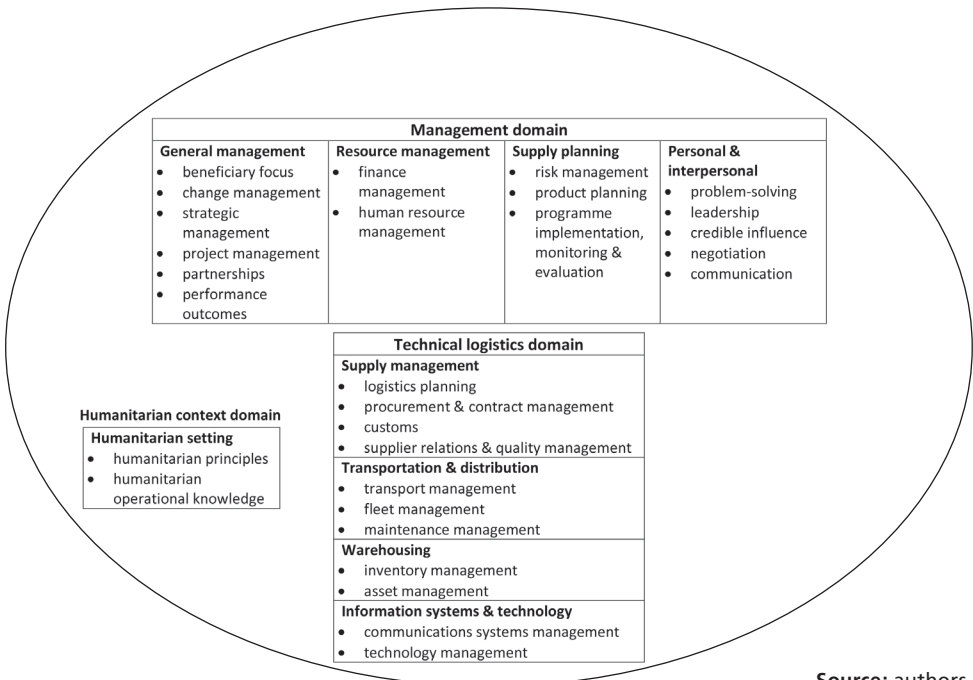 Management domain
General management
• beneficiary focus
• change management
• strategic
management
• project management
• partnerships
• performance
outcomes
Resource management
• finance
management
• human resource
management
Supply planning
• risk management
• product planning
• programme
implementation,
monitoring &
evaluation
Personal &
interpersonal
• problem-solving
• leadership
• credible influence
• negotiation
• communication
Technical logistics domain
Supply management
• logistics planning
• procurement & contract management
• customs
• supplier relations & quality management
Transportation & distribution
• transport management
• fleet management
• maintenance management
Warehousing
• inventory management
• asset management
Information systems & technology
• communications systems management
• technology management
Humanitarian context domain
Humanitarian setting
• humanitarian principles
• humanitarian
operational knowledge
Source: authors